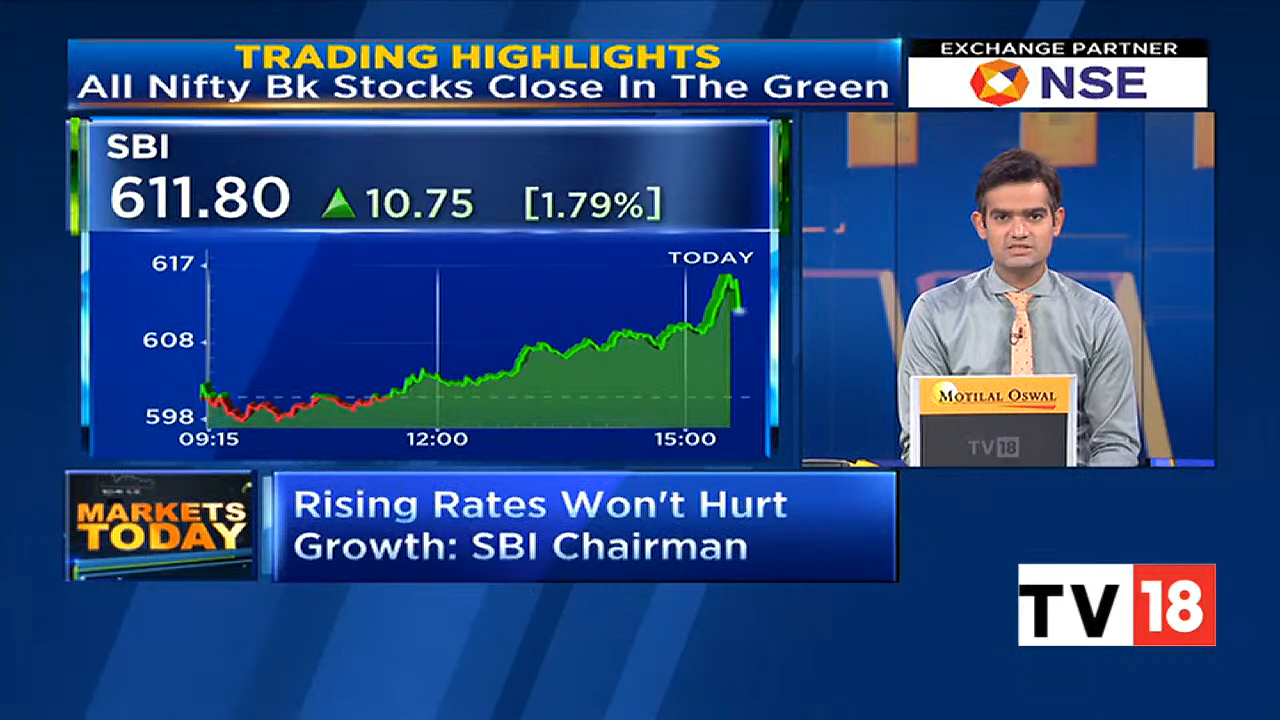 TRADING HIGHLIGHTS
All Nifty Bk Stocks Close In The Green
EXCHANGE PARTNER
NSE
SBI
611.80 ▲ 10.75 [1.79%]
TODAY
617
608
598
09:15 12:00 15:00
MOTILAL OSWAL
TV18
MARKETS
TODAY
Rising Rates Won't Hurt
Growth: SBI Chairman
TV18